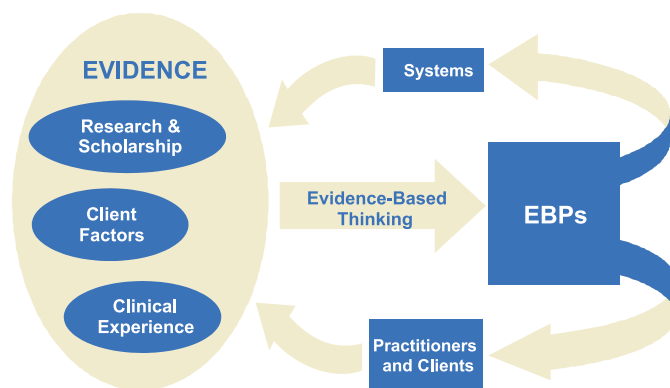 EVIDENCE
Research &
Scholarship
Client
Factors
Clinical
Experience
Evidence-Based
Thinking
Systems
EBPs
Practitioners
and Clients